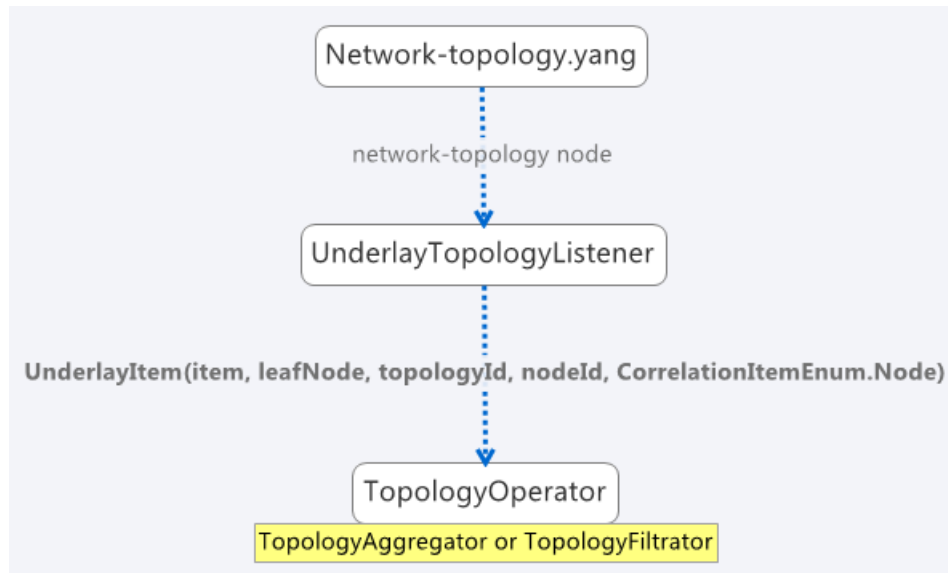 Network-topology.yang
network-topology node
UnderlayTopologyListener
UnderlayItem(item, leafNode, topologyId, nodeId, CorrelationItemEnum.Node)
TopologyOperator
TopologyAggregator or TopologyFiltrator